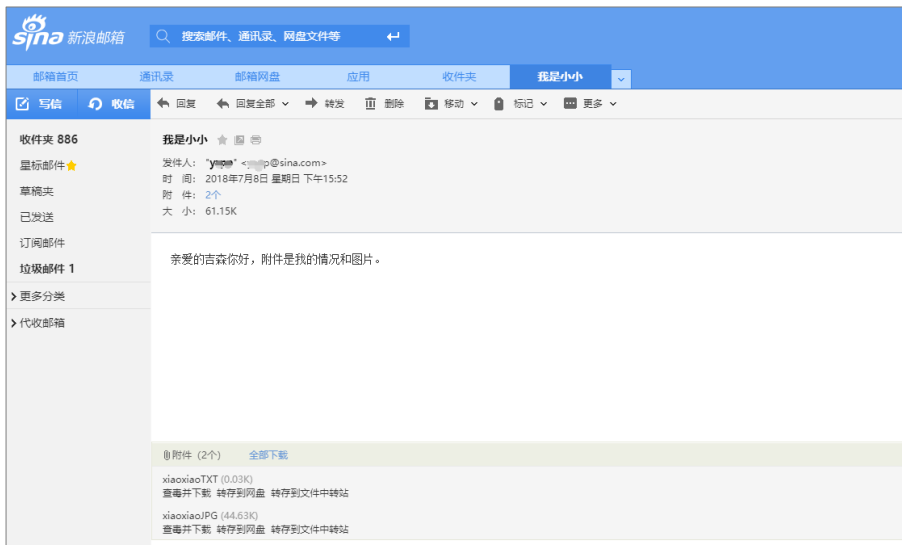 sina 新浪邮箱
搜索邮件、通讯录、网盘文件等
邮箱首页 通讯录 邮箱网盘 应用 收件夹 我是小小
写信 收信 回复 回复全部 转发 删除 移动 标记 更多
收件夹 886
星标邮件
草稿夹
已发送
订阅邮件
垃圾邮件 1
更多分类
代收邮箱
我是小小
发件人： @sina.com>
时 间： 2018年7月8日 星期日 下午15:52
附 件： 2个
大 小： 61.15K
亲爱的吉森你好，附件是我的情况和图片。
附件（2个） 全部下载
xiaoxiaoTXT (0.03K)
查毒并下载 转存到网盘 转存到文件中转站
xiaoxiaoJPG (44.63K)
查毒并下载 转存到网盘 转存到文件中转站